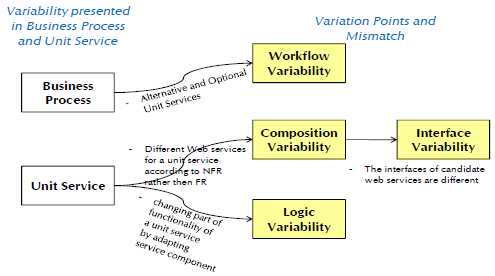 Variability presented
in Business Process
and Unit Service
Variation Points and
Mismatch
Workflow
Variability
Business
Process
- Alternative and Optional
Unit Services
Composition
Variability
Interface
Variability
- Different Web services
for a unit service
according to NFR
rather then FR
- The interfaces of candidate
web services are different
Unit Service
- changing part of
functionality of
a unit service
by adapting
service component
Logic
Variability